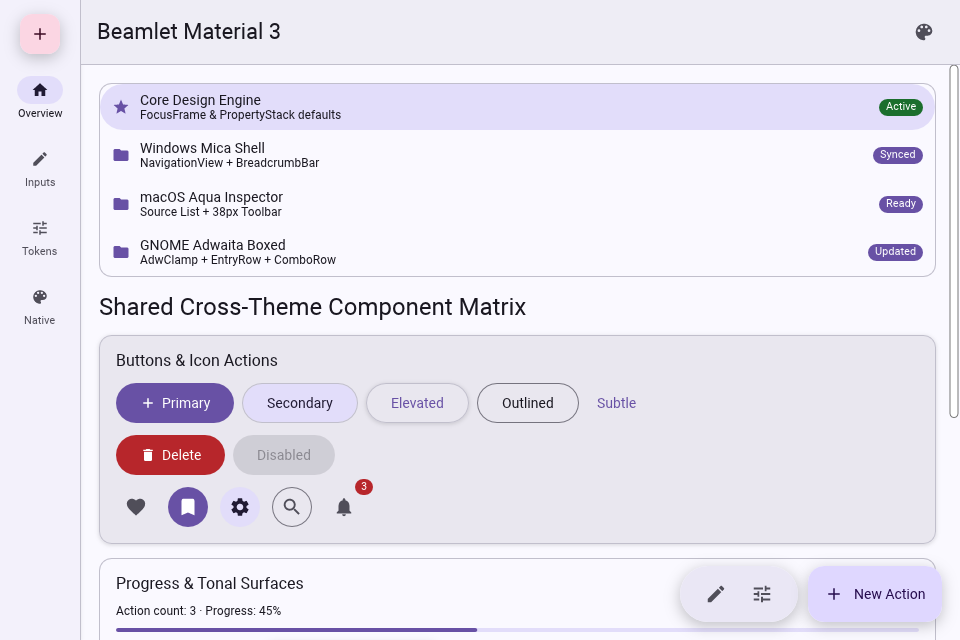 Beamlet Material 3
Overview
Inputs
Tokens
Native
Core Design Engine
FocusFrame & PropertyStack defaults
Active
Windows Mica Shell
NavigationView + BreadcrumbBar
Synced
macOS Aqua Inspector
Source List + 38px Toolbar
Ready
GNOME Adwaita Boxed
AdwClamp + EntryRow + ComboRow
Updated
Shared Cross-Theme Component Matrix
Buttons & Icon Actions
Primary
Secondary
Elevated
Outlined
Subtle
Delete
Disabled
3
Progress & Tonal Surfaces
Action count: 3 · Progress: 45%
New Action